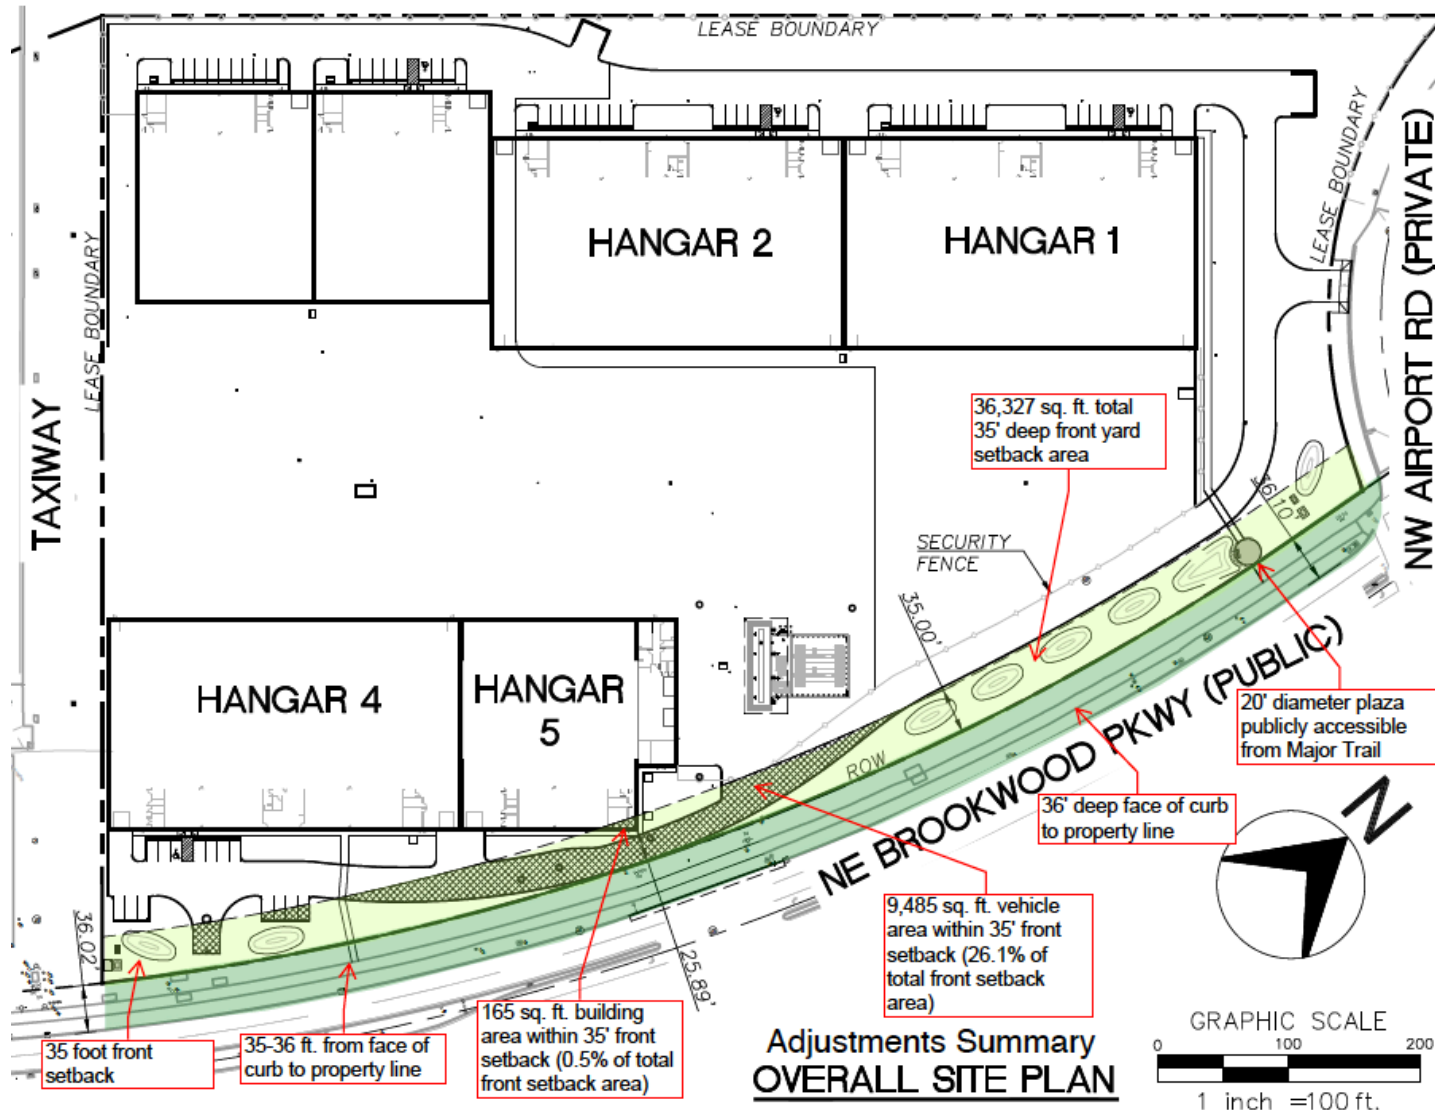 LEASE BOUNDARY
LEASE BOUNDARY
LEASE BOUNDARY
LEASE BOUNDARY
NW AIRPORT RD (PRIVATE)
HANGAR 2
HANGAR 1
TAXIWAY
36,327 sq. ft. total
35' deep front yard
setback area
36.10'
SECURITY
FENCE
35.00'
HANGAR 4
HANGAR
5
ROW
NE BROOKWOOD PKWY (PUBLIC)
20' diameter plaza
publicly accessible
from Major Trail
36' deep face of curb
to property line
N
9,485 sq. ft. vehicle
area within 35' front
setback (26.1% of
total front setback
area)
36.02'
25.89'
35 foot front
setback
35-36 ft. from face of
curb to property line
165 sq. ft. building
area within 35' front
setback (0.5% of total
front setback area)
Adjustments Summary
OVERALL SITE PLAN
GRAPHIC SCALE
0 100 200
1 inch =100 ft.